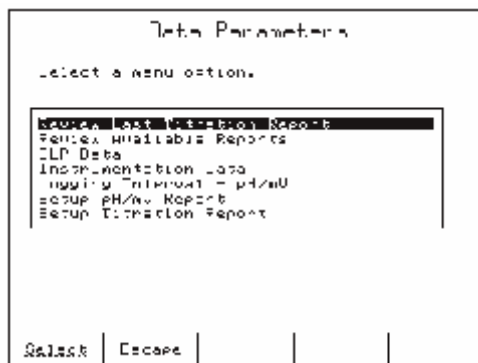 Data Parameters
Select a menu option.
Review Last Titration Report
Review Available Reports
GLP Data
Instrumentation Data
Logging Interval - pH/mV
Setup pH/mV Report
Setup Titration Report
Select Escape